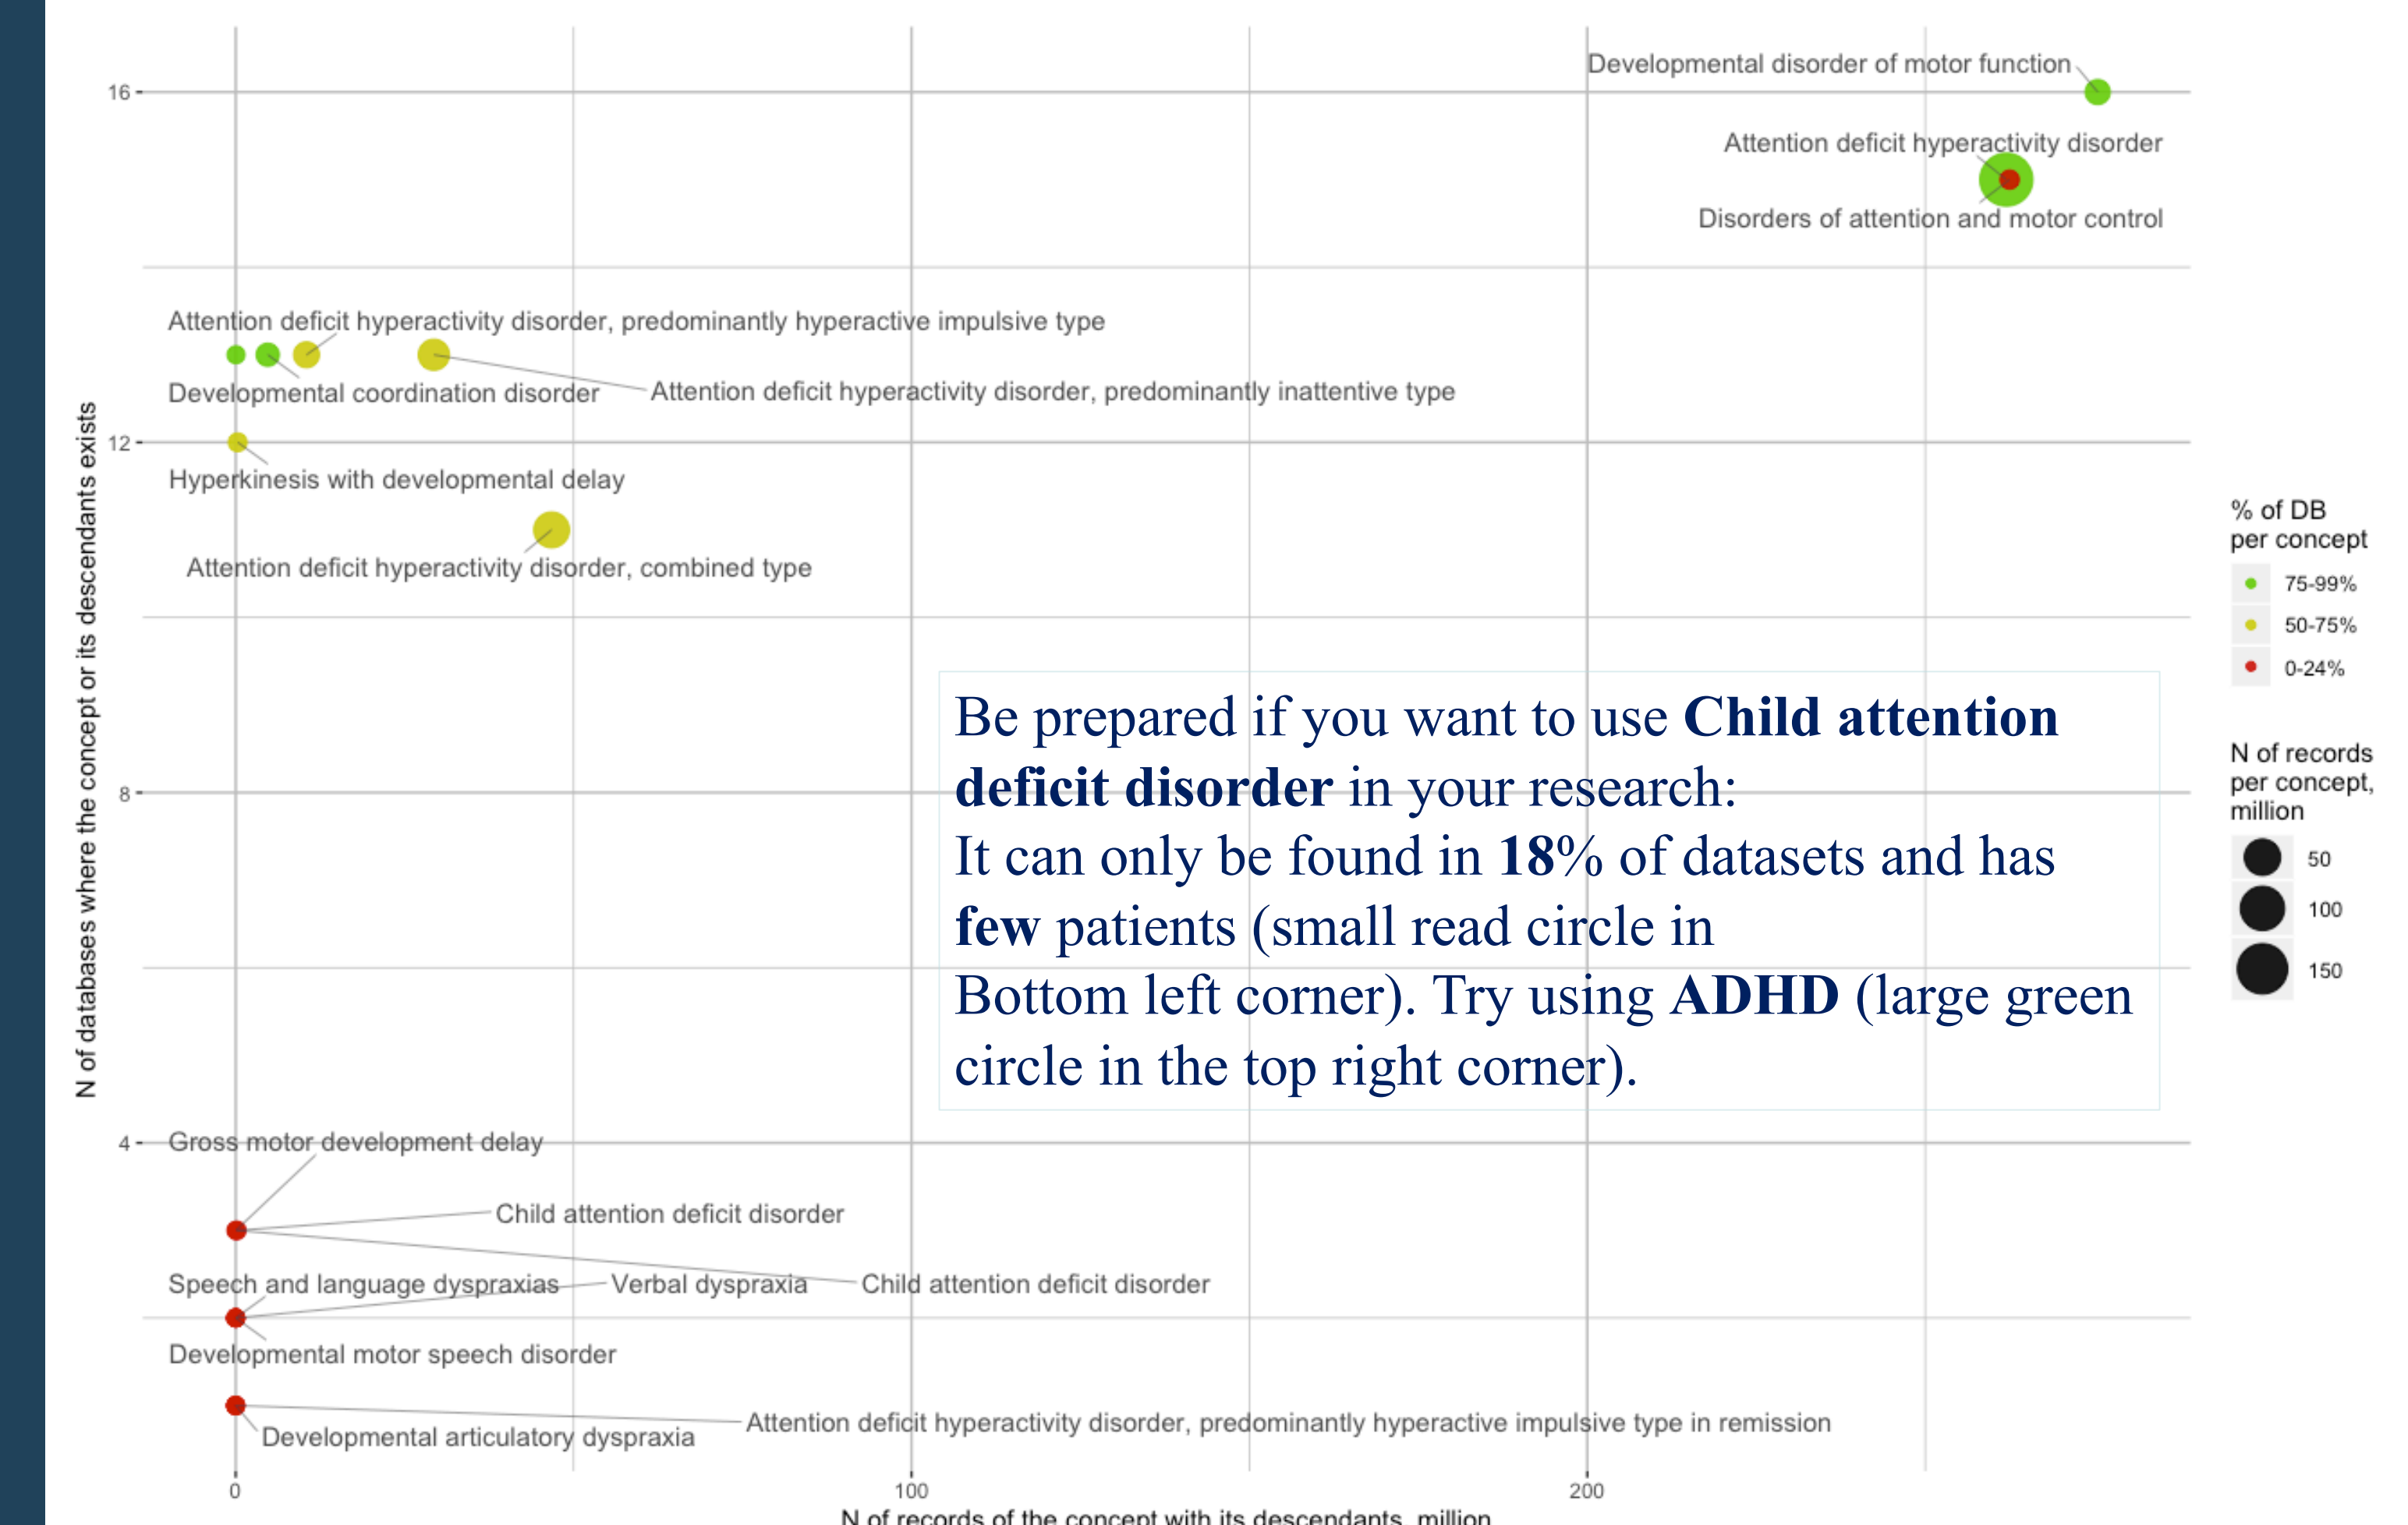 Developmental disorder of motor function
16
Attention deficit hyperactivity disorder
Disorders of attention and motor control
Attention deficit hyperactivity disorder, predominantly hyperactive impulsive type
Developmental coordination disorder
Attention deficit hyperactivity disorder, predominantly inattentive type
12
Hyperkinesis with developmental delay
Attention deficit hyperactivity disorder, combined type
N of databases where the concept or its descendants exists
8
Be prepared if you want to use Child attention
deficit disorder in your research:
It can only be found in 18% of datasets and has
few patients (small read circle in
Bottom left corner). Try using ADHD (large green
circle in the top right corner).
4
Gross motor development delay
Child attention deficit disorder
Speech and language dyspraxias
Verbal dyspraxia
Child attention deficit disorder
Developmental motor speech disorder
Attention deficit hyperactivity disorder, predominantly hyperactive impulsive type in remission
Developmental articulatory dyspraxia
0
100
200
N of records of the concept with its descendants, million
% of DB
per concept
75-99%
50-75%
0-24%
N of records
per concept,
million
50
100
150